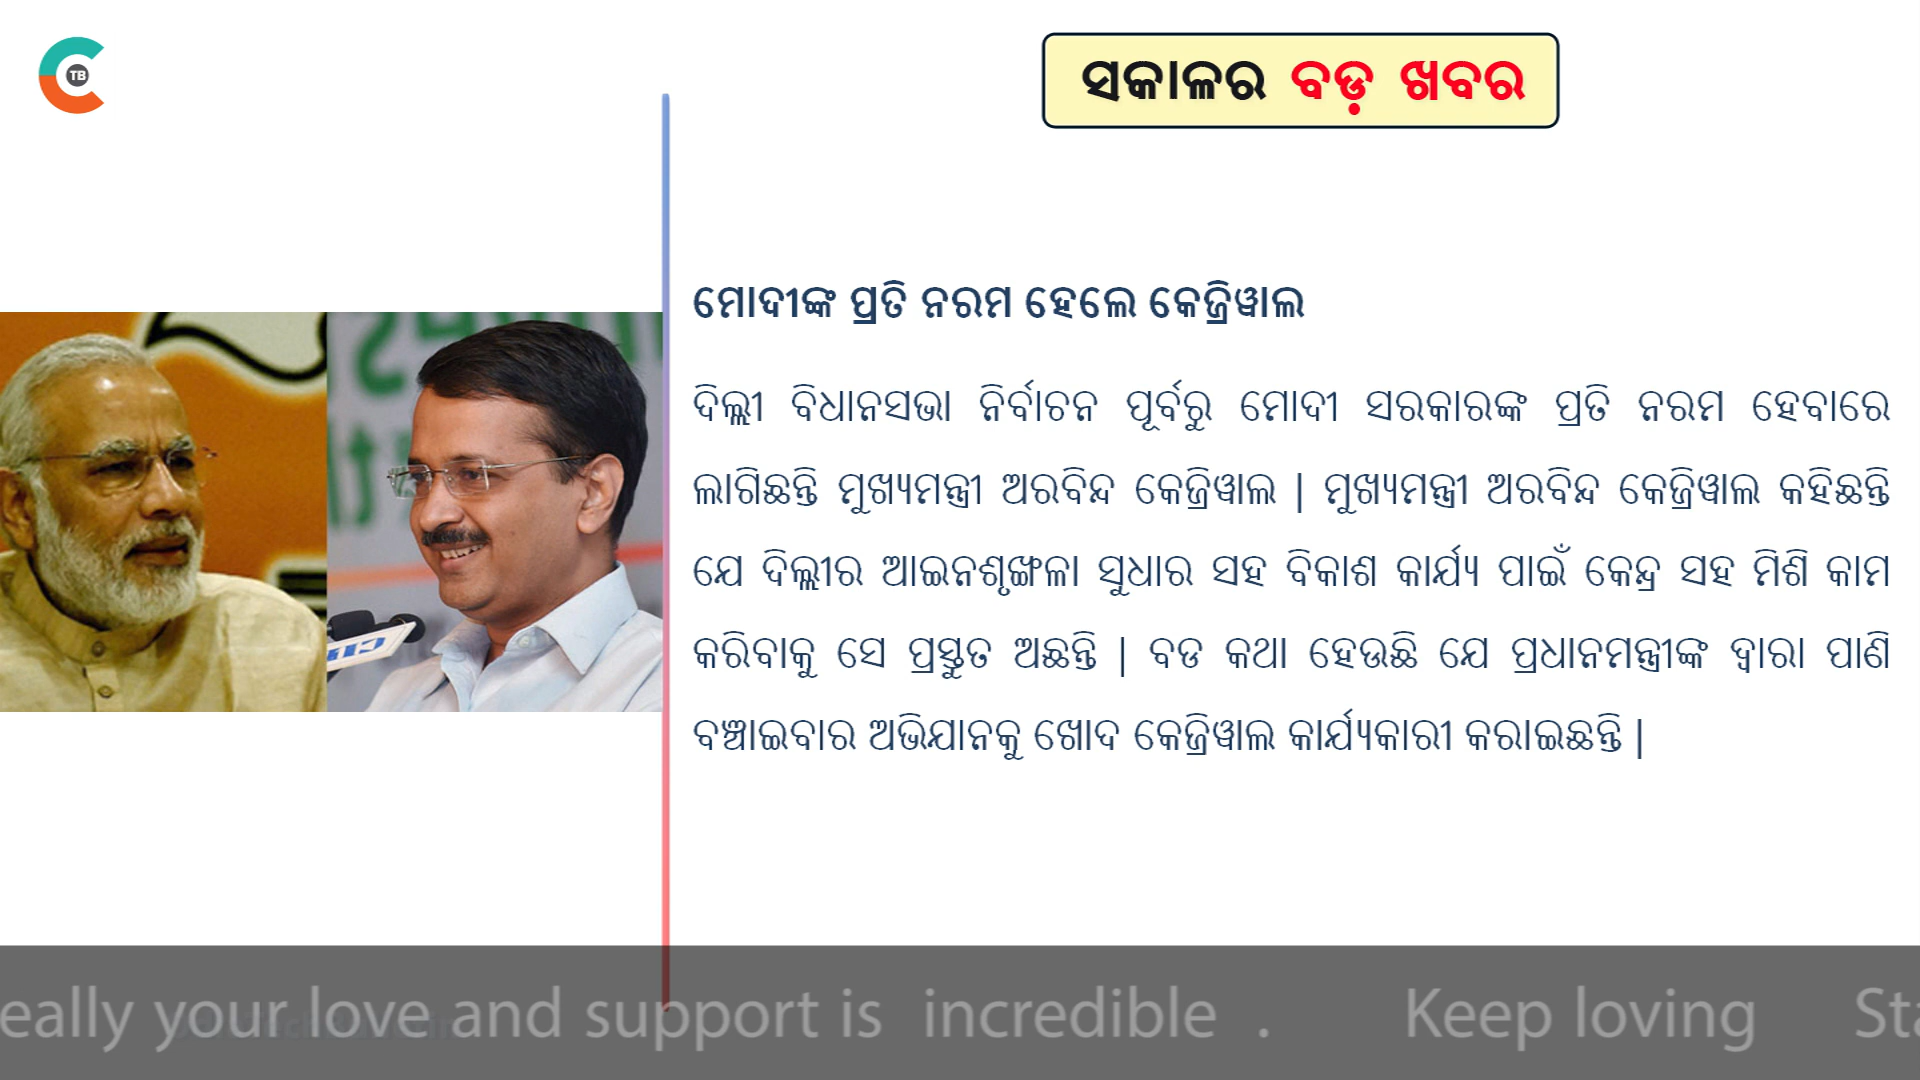 TB
ସକାଳର ବଡ଼ ଖବର
ମୋଦୀଙ୍କ ପ୍ରତି ନରମ ହେଲେ କେଜ୍ରିୱାଲ
ଦିଲ୍ଲୀ ବିଧାନସଭା ନିର୍ବାଚନ ପୂର୍ବରୁ ମୋଦୀ ସରକାରଙ୍କ ପ୍ରତି ନରମ ହେବାରେ
ଲାଗିଛନ୍ତି ମୁଖ୍ୟମନ୍ତ୍ରୀ ଅରବିନ୍ଦ କେଜ୍ରିୱାଲ | ମୁଖ୍ୟମନ୍ତ୍ରୀ ଅରବିନ୍ଦ କେଜ୍ରିୱାଲ କହିଛନ୍ତି
ଯେ ଦିଲ୍ଲୀର ଆଇନଶୃଙ୍ଖଳା ସୁଧାର ସହ ବିକାଶ କାର୍ଯ୍ୟ ପାଇଁ କେନ୍ଦ୍ର ସହ ମିଶି କାମ
କରିବାକୁ ସେ ପ୍ରସ୍ତୁତ ଅଛନ୍ତି | ବଡ କଥା ହେଉଛି ଯେ ପ୍ରଧାନମନ୍ତ୍ରୀଙ୍କ ଦ୍ୱାରା ପାଣି
ବଞ୍ଚାଇବାର ଅଭିଯାନକୁ ଖୋଦ କେଜ୍ରିୱାଲ କାର୍ଯ୍ୟକାରୀ କରାଇଛନ୍ତି |
eally your love and support is incredible . Keep loving Sta